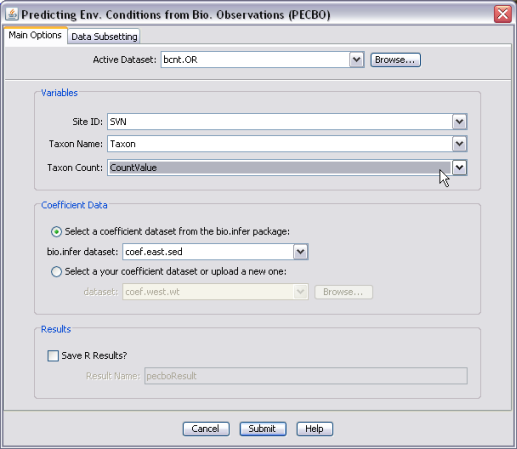 Predicting Env. Conditions from Bio. Observations (PECBO)
Main Options Data Subsetting
Active Dataset: bcnt.OR Browse...
Variables
Site ID: SVN
Taxon Name: Taxon
Taxon Count: CountValue
Coefficient Data
Select a coefficient dataset from the bio.infer package:
bio.infer dataset: coef.east.sed
Select a your coefficient dataset or upload a new one:
dataset: coef.west.wt Browse...
Results
Save R Results?
Result Name: pecboResult
Cancel Submit Help